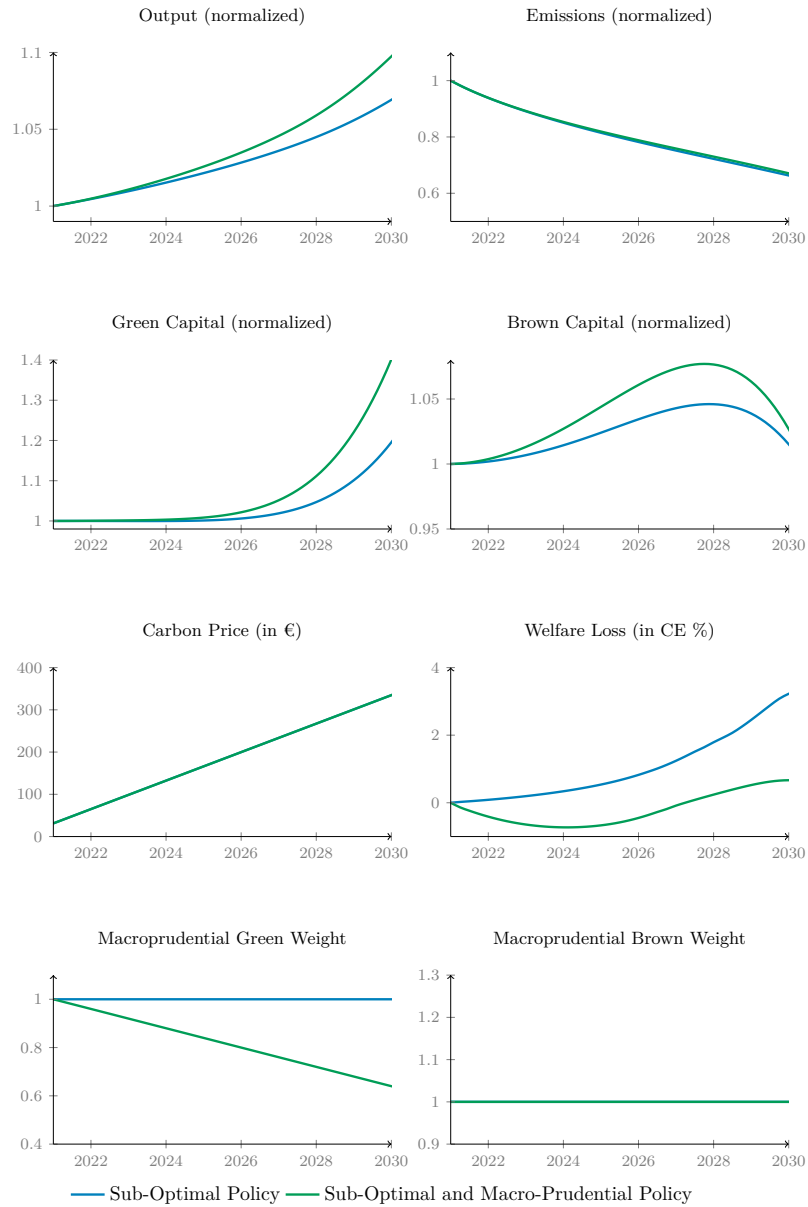 Output (normalized)
Emissions (normalized)
1.1
1.05
1
2022 2024 2026 2028 2030
1
0.8
0.6
2022 2024 2026 2028 2030
Green Capital (normalized)
Brown Capital (normalized)
1.4
1.3
1.2
1.1
1
2022 2024 2026 2028 2030
1.05
1
0.95
2022 2024 2026 2028 2030
Carbon Price (in €)
Welfare Loss (in CE %)
400
300
200
100
0
2022 2024 2026 2028 2030
4
2
0
2022 2024 2026 2028 2030
Macroprudential Green Weight
Macroprudential Brown Weight
1
0.8
0.6
0.4
2022 2024 2026 2028 2030
1.3
1.2
1.1
1
0.9
2022 2024 2026 2028 2030
Sub-Optimal Policy Sub-Optimal and Macro-Prudential Policy